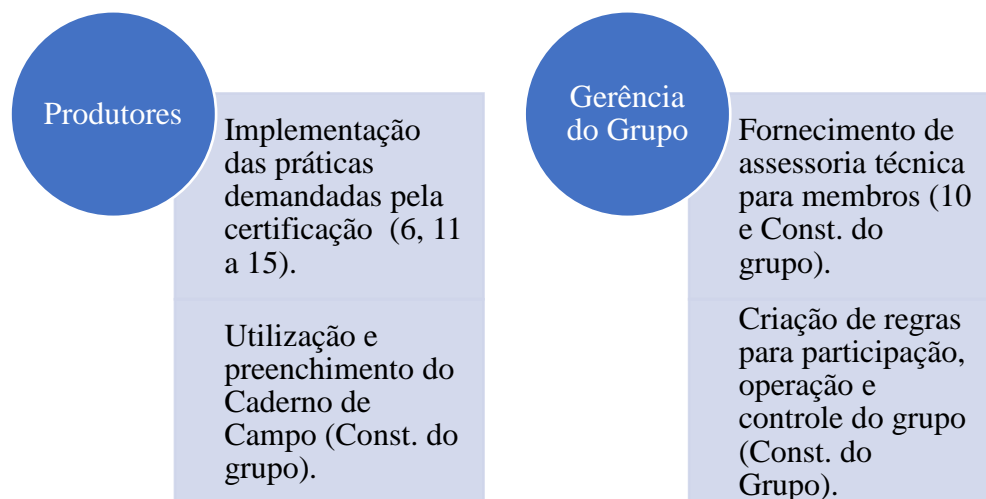 Produtores
Implementação
das práticas
demandadas pela
certificação (6, 11
a 15).
Utilização e
preenchimento do
Caderno de
Campo (Const. do
grupo).
Gerência
do Grupo
Fornecimento de
assessoria técnica
para membros (10
e Const. do
grupo).
Criação de regras
para participação,
operação e
controle do grupo
(Const. do
Grupo).